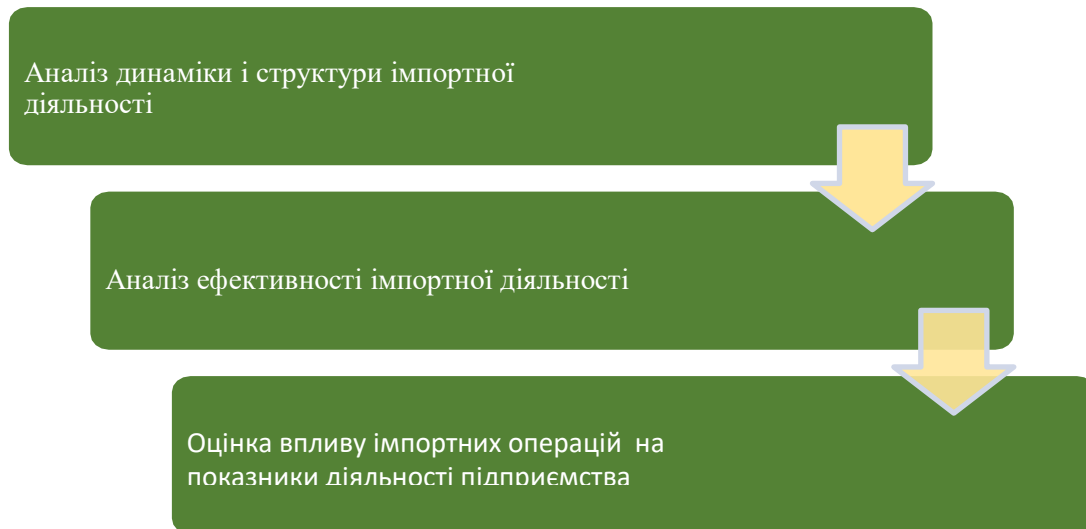 Аналіз динаміки і структури імпортної
діяльності
Аналіз ефективності імпортної діяльності
Оцінка впливу імпортних операцій  на
показники діяльності підприємства